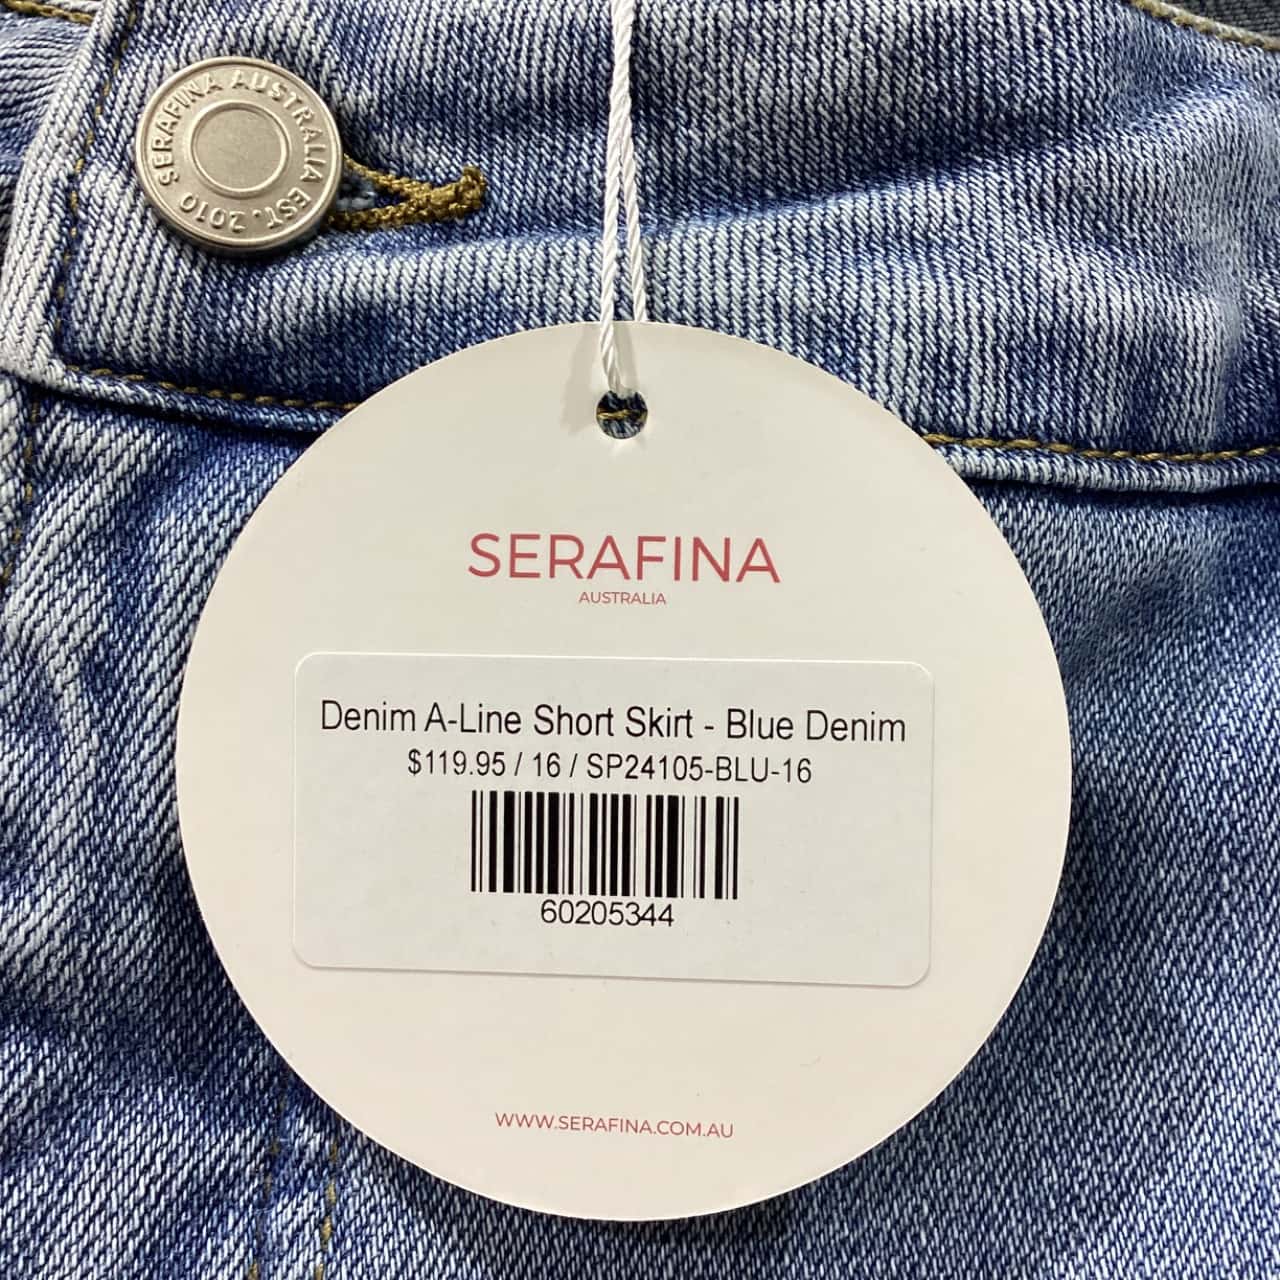 SERAFINA AUSTRALIA EST. 2010
SERAFINA
AUSTRALIA
Denim A-Line Short Skirt - Blue Denim
$119.95 / 16 / SP24105-BLU-16
60205344
WWW.SERAFINA.COM.AU